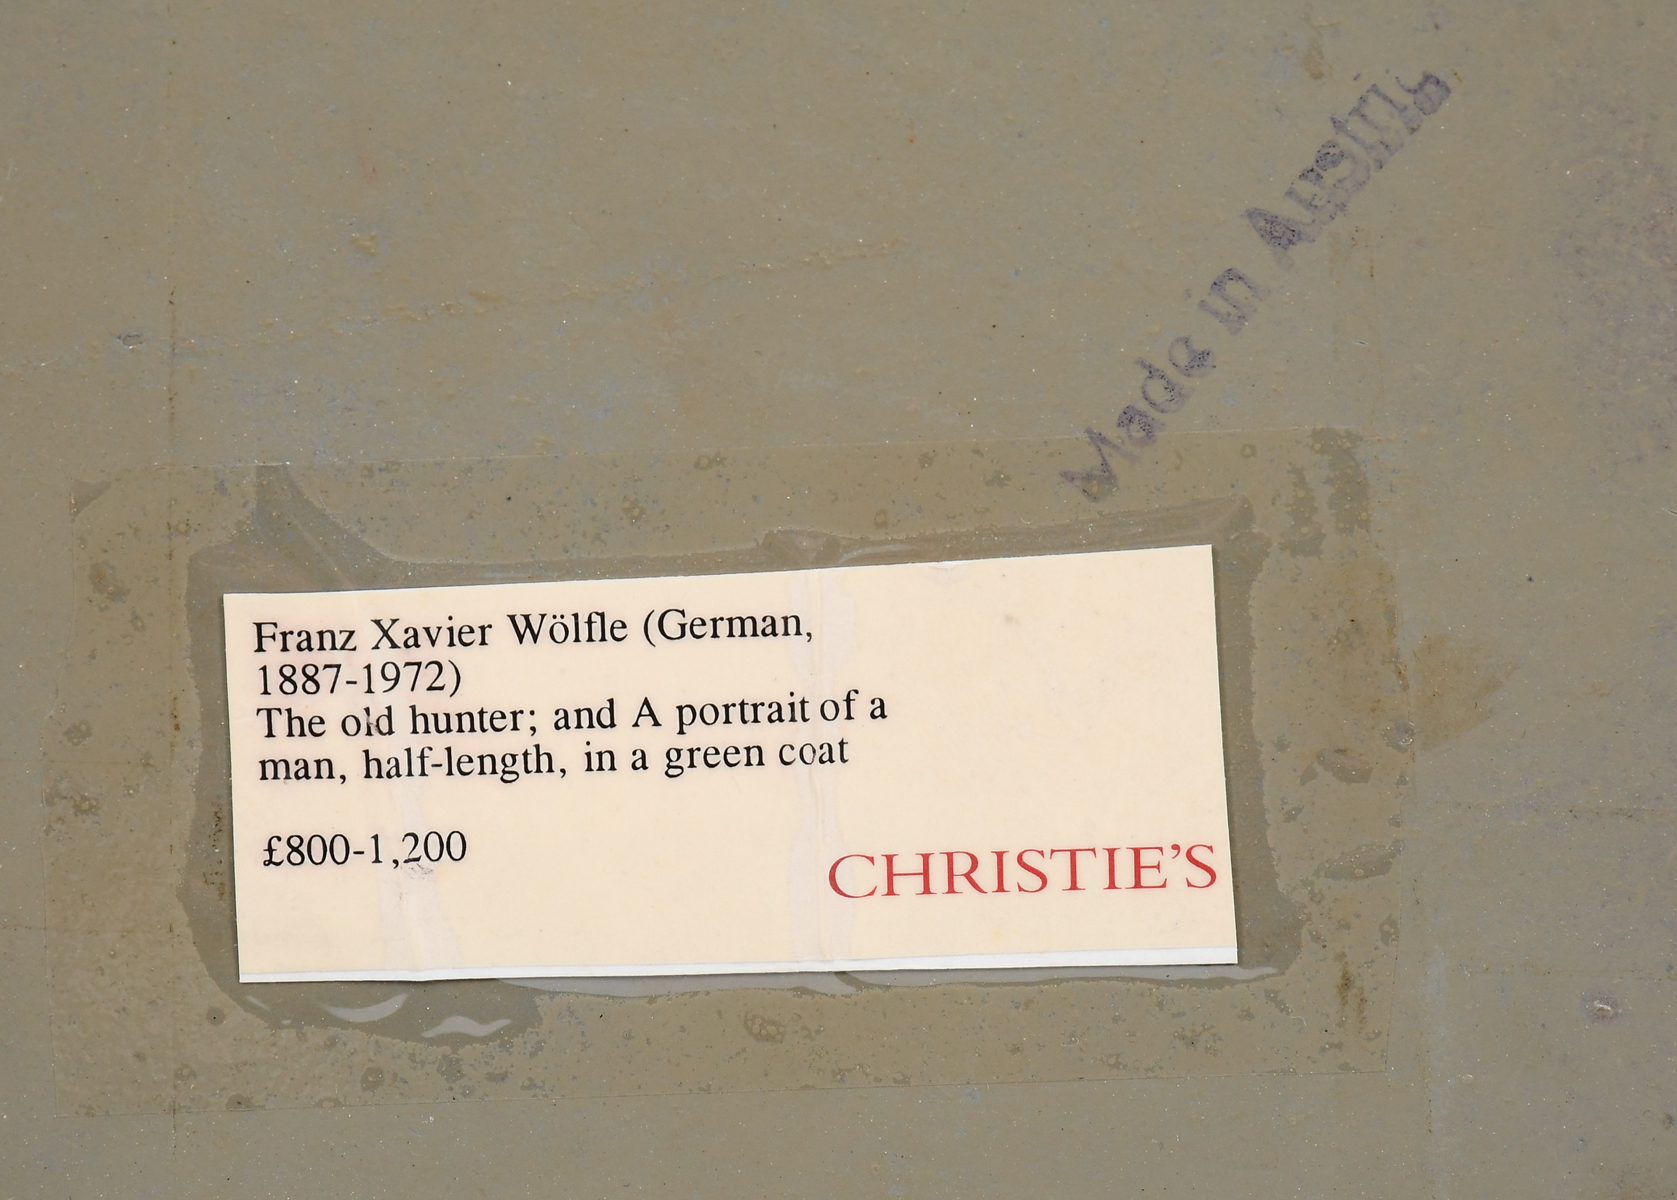 Made in Austria
Franz Xavier Wölfle (German,
1887-1972)
The old hunter; and A portrait of a
man, half-length, in a green coat
£800-1,200
CHRISTIE'S